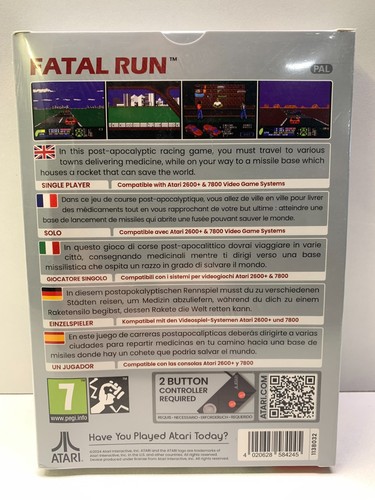 FATAL RUN™
PAL
In this post-apocalyptic racing game, you must travel to various
towns delivering medicine, while on your way to a missile base which
houses a rocket that can save the world.
SINGLE PLAYER Compatible with Atari 2600+ & 7800 Video Game Systems
Dans ce jeu de course post-apocalyptique, vous allez de ville en ville pour livrer
des médicaments tout en vous rapprochant de votre but ultime : atteindre une
base de lancement de missiles qui abrite une fusée pouvant sauver le monde.
SOLO Compatible avec Atari 2600+ & 7800 Video Game Systems
In questo gioco di corse post-apocalittico dovrai viaggiare in varie
città, consegnando medicinali mentre ti dirigi verso una base
missilistica che ospita un razzo in grado di salvare il mondo.
GIOCATORE SINGOLO Compatibili con i sistemi per videogiochi Atari 2600+ & 7800
In diesem postapokalyptischen Rennspiel musst du zu verschiedenen
Städten reisen, um Medizin abzuliefern, während du dich zu einem
Raketensilo begibst, dessen Rakete die Welt retten kann.
EINZELSPIELER Kompatibel mit den Videospiel-Systemen Atari 2600+ und 7800
En este juego de carreras postapocalípticas deberás dirigirte a varias
ciudades para repartir medicinas en tu camino hacia una base de
misiles donde hay un cohete que podría salvar el mundo.
UN JUGADOR Compatible con las consolas Atari 2600+ y 7800
7
www.pegi.info
2 BUTTON
CONTROLLER
REQUIRED
REQUIS • NECESSARIO • ERFORDERLICH • REQUERIDO
ATARI.COM
ATARI
Have You Played Atari Today?
4 020628 584245
1138032